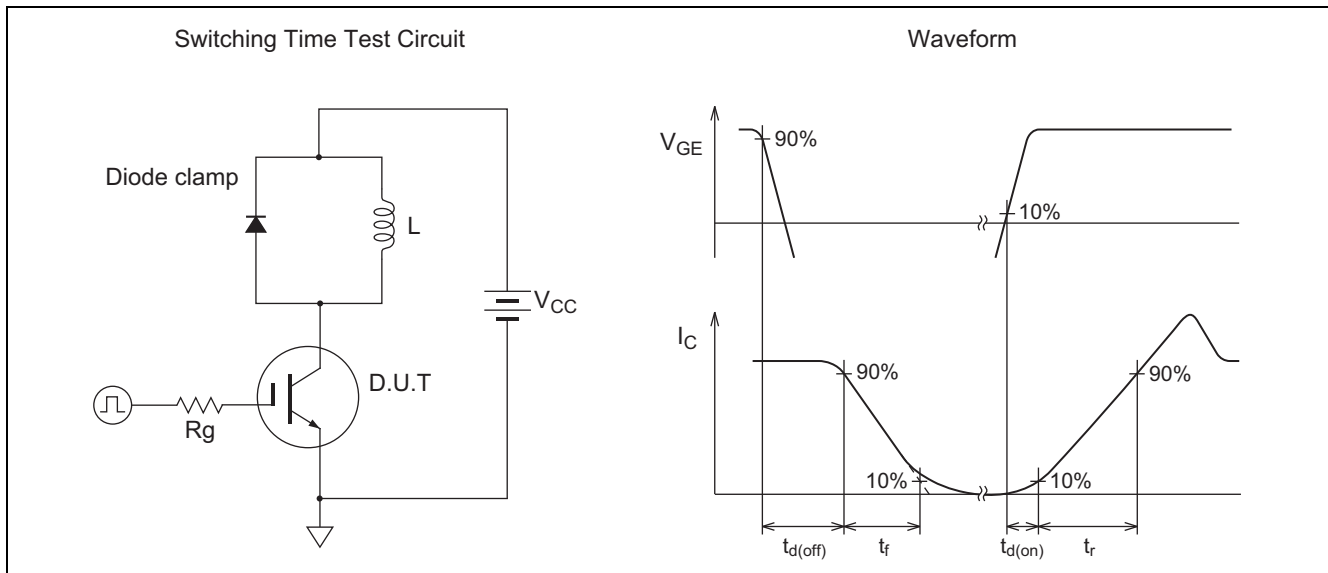 Switching Time Test Circuit
Diode clamp
L
V_CC
D.U.T
Rg
Waveform
V_GE
90%
10%
I_C
90%
90%
10%
10%
t_d(off)
t_f
t_d(on)
t_r